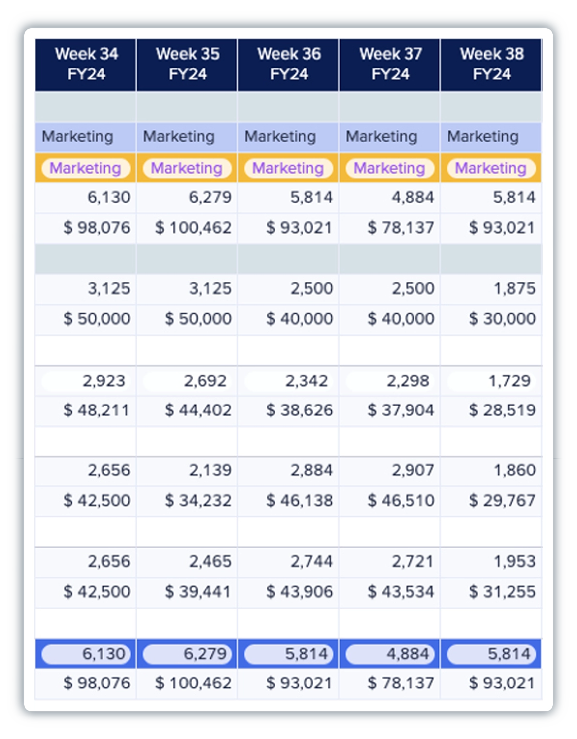 Week 34 Week 35 Week 36 Week 37 Week 38
FY24 FY24 FY24 FY24 FY24
Marketing Marketing Marketing Marketing Marketing
Marketing Marketing Marketing Marketing Marketing
6,130 6,279 5,814 4,884 5,814
$ 98,076 $ 100,462 $ 93,021 $ 78,137 $ 93,021
3,125 3,125 2,500 2,500 1,875
$ 50,000 $ 50,000 $ 40,000 $ 40,000 $ 30,000
2,923 2,692 2,342 2,298 1,729
$ 48,211 $ 44,402 $ 38,626 $ 37,904 $ 28,519
2,656 2,139 2,884 2,907 1,860
$ 42,500 $ 34,232 $ 46,138 $ 46,510 $ 29,767
2,656 2,465 2,744 2,721 1,953
$ 42,500 $ 39,441 $ 43,906 $ 43,534 $ 31,255
6,130 6,279 5,814 4,884 5,814
$ 98,076 $ 100,462 $ 93,021 $ 78,137 $ 93,021